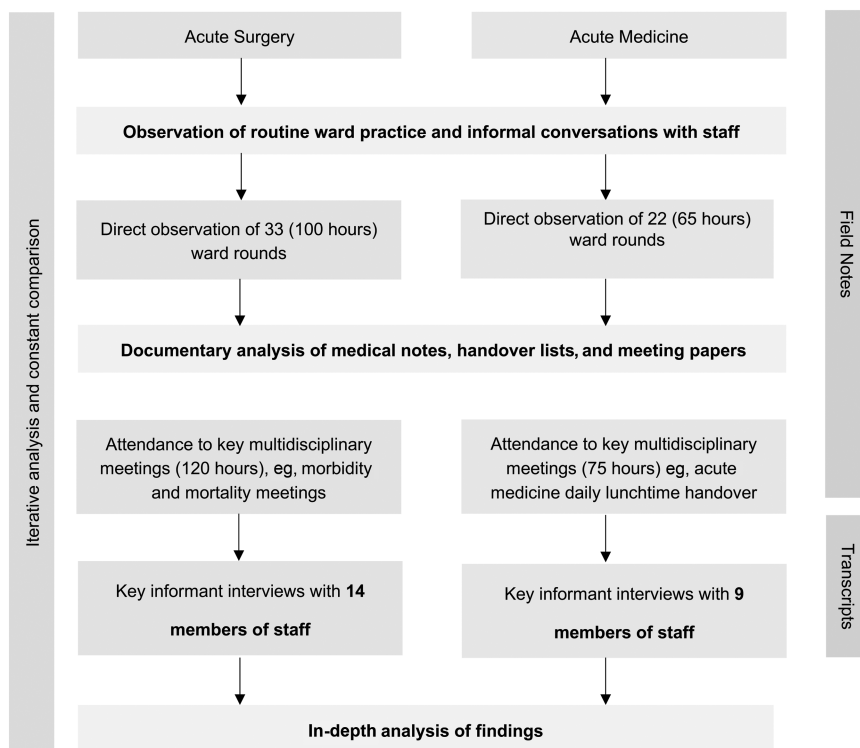 Acute Surgery
Acute Medicine
Observation of routine ward practice and informal conversations with staff
Direct observation of 33 (100 hours)
ward rounds
Direct observation of 22 (65 hours)
ward rounds
Documentary analysis of medical notes, handover lists, and meeting papers
Attendance to key multidisciplinary
meetings (120 hours), eg, morbidity
and mortality meetings
Attendance to key multidisciplinary
meetings (75 hours) eg, acute
medicine daily lunchtime handover
Key informant interviews with 14
members of staff
Key informant interviews with 9
members of staff
In-depth analysis of findings
Iterative analysis and constant comparison
Field Notes
Transcripts